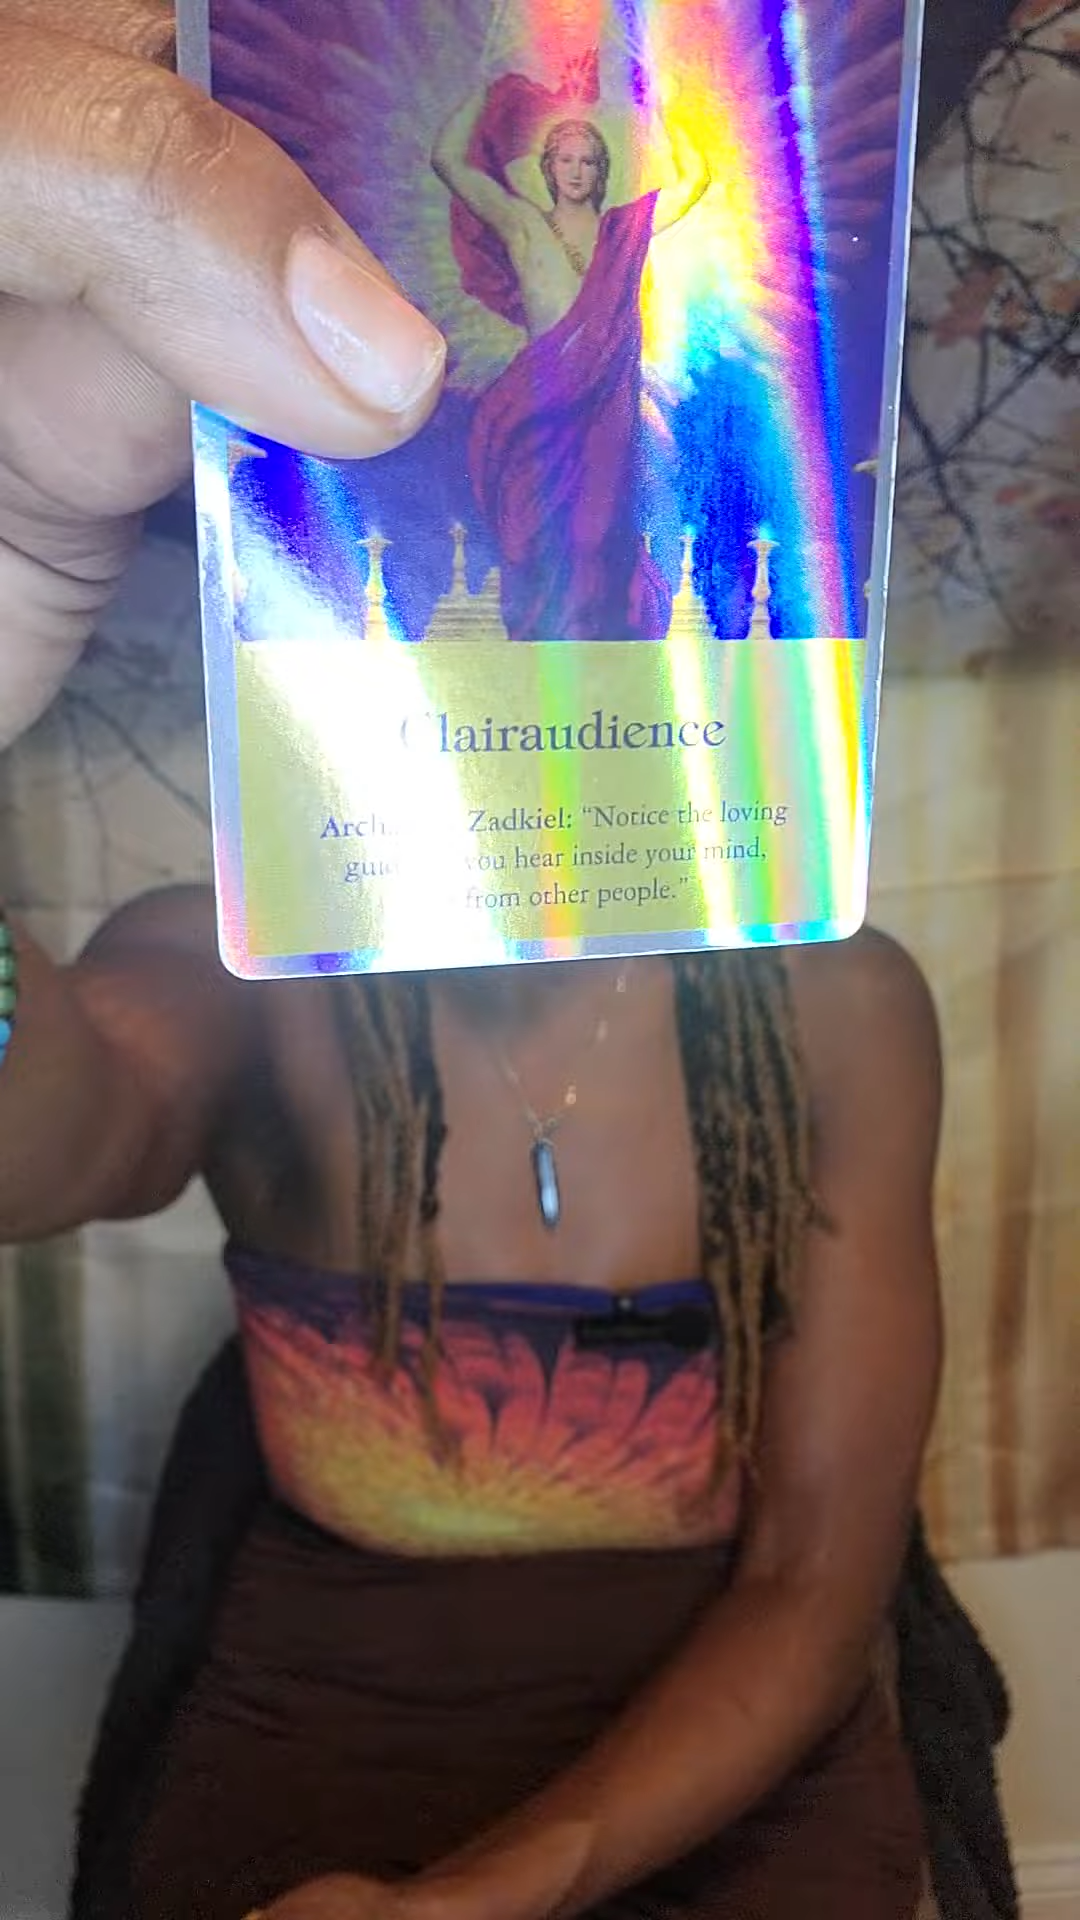 Clairaudience
Zadkiel: “Notice the loving
you hear inside your mind,
from other people.”